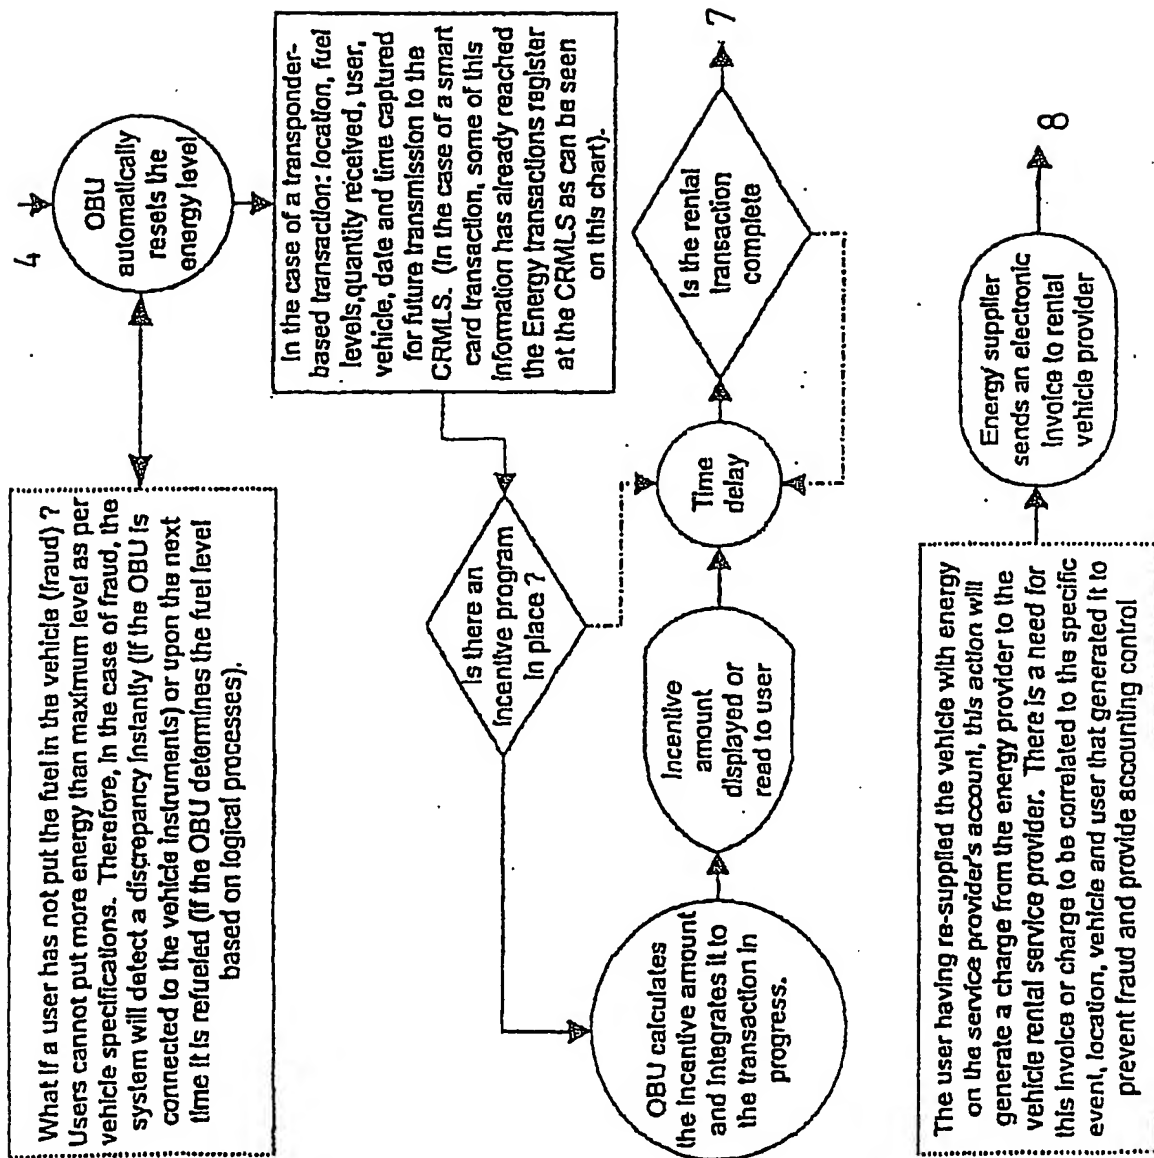 4
OBU
automatically
resets the
energy level
What if a user has not put the fuel in the vehicle (fraud) ?
Users cannot put more energy than maximum level as per
vehicle specifications. Therefore, in the case of fraud, the
system will detect a discrepancy instantly (if the OBU is
connected to the vehicle instruments) or upon the next
time it is refueled (if the OBU determines the fuel level
based on logical processes).
In the case of a transponder-
based transaction: location, fuel
levels,quantity received, user,
vehicle, date and time captured
for future transmission to the
CRMLS. (In the case of a smart
card transaction, some of this
information has already reached
the Energy transactions register
at the CRMLS as can be seen
on this chart).
Is there an
incentive program
in place ?
OBU calculates
the incentive amount
and integrates it to
the transaction in
progress.
Incentive
amount
displayed or
read to user
Time
delay
Is the rental
transaction
complete
7
The user having re-supplied the vehicle with energy
on the service provider's account, this action will
generate a charge from the energy provider to the
vehicle rental service provider. There is a need for
this invoice or charge to be correlated to the specific
event, location, vehicle and user that generated it to
prevent fraud and provide accounting control
Energy supplier
sends an electronic
invoice to rental
vehicle provider
8